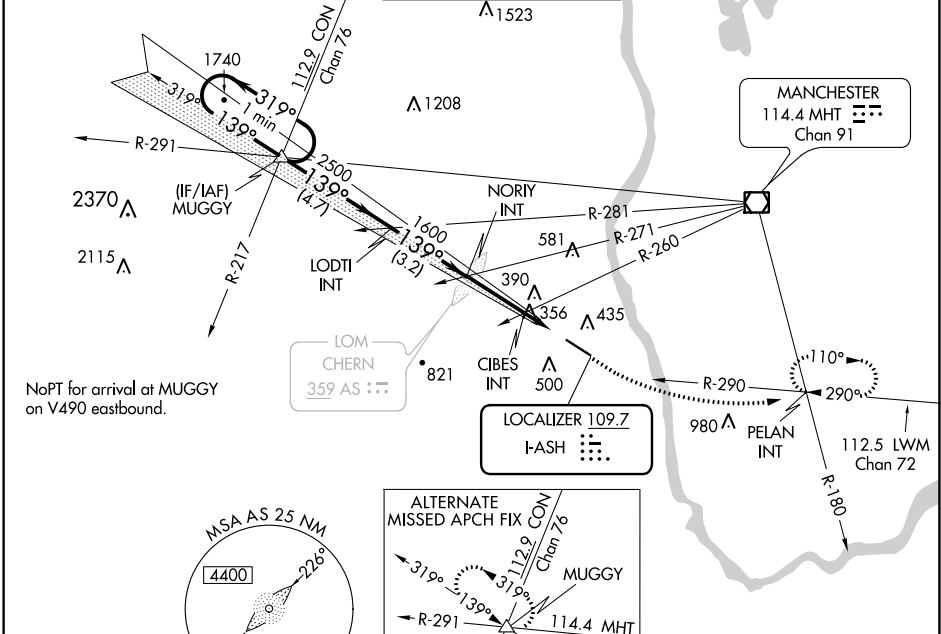 1523
1740
112.9 CON
Chan 76
319°
319°
1 min
139°
1208
MANCHESTER
114.4 MHT
Chan 91
R-291
2500
139°
(4.7)
(IF/IAF)
MUGGY
2370
NORIY
INT
R-281
1600
139°
(3.2)
581
R-271
R-260
2115
R-217
LODTI
INT
390
356
435
LOM
CHERN
359 AS
821
CIBES
INT
500
110°
R-290
290°
NoPT for arrival at MUGGY
on V490 eastbound.
LOCALIZER 109.7
I-ASH
980
PELAN
INT
112.5 LWM
Chan 72
R-180
MSA AS 25 NM
4400
226°
ALTERNATE
MISSED APCH FIX
112.9 CON
Chan 76
319°
319°
139°
MUGGY
R-291
114.4 MHT